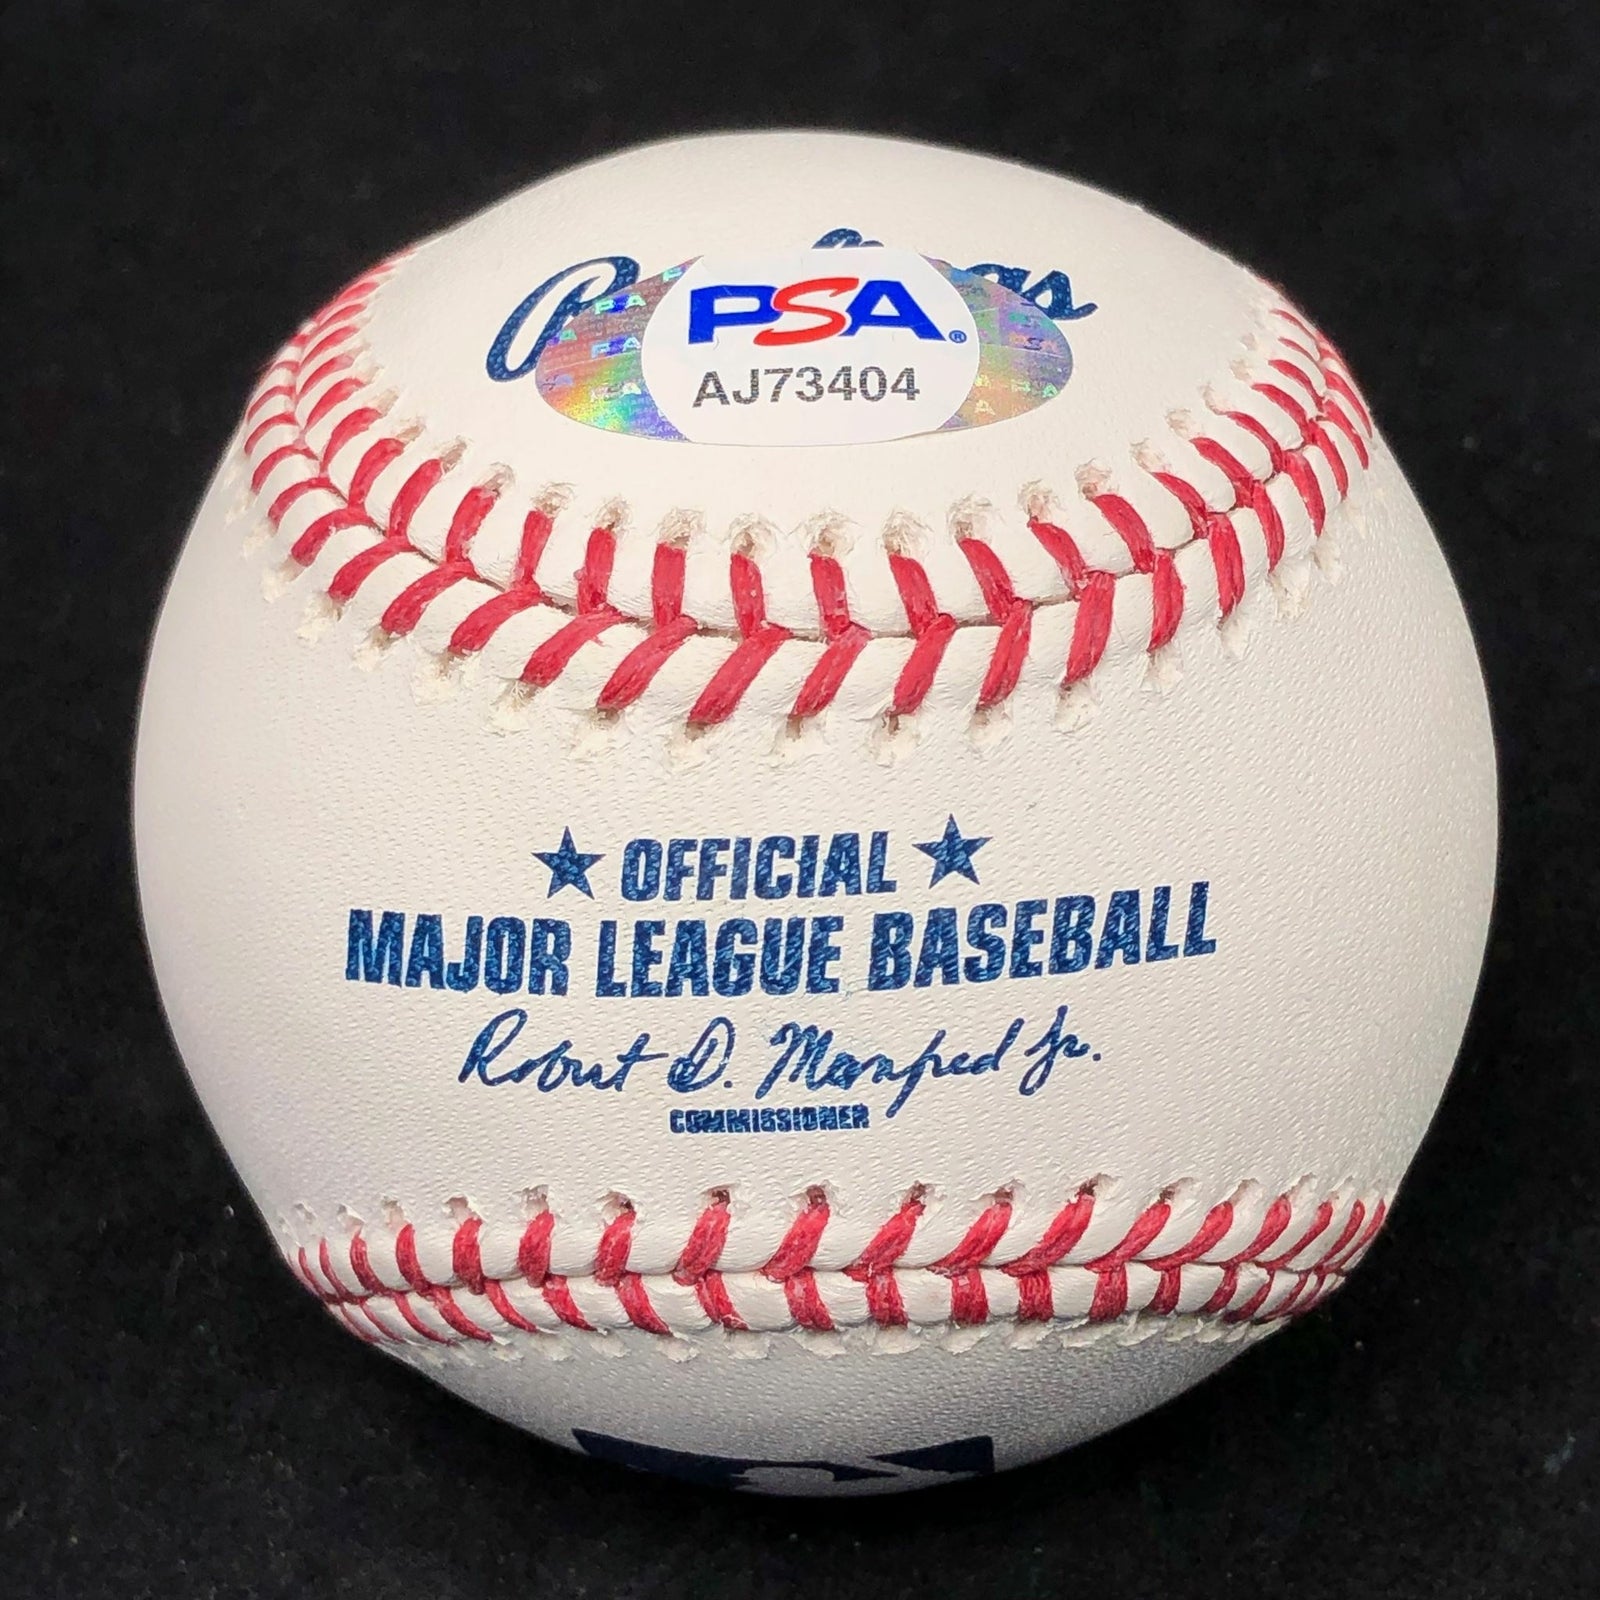 PSA®
AJ73404
★ OFFICIAL ★
MAJOR LEAGUE BASEBALL
Robert D. Manfred Jr.
COMMISSIONER